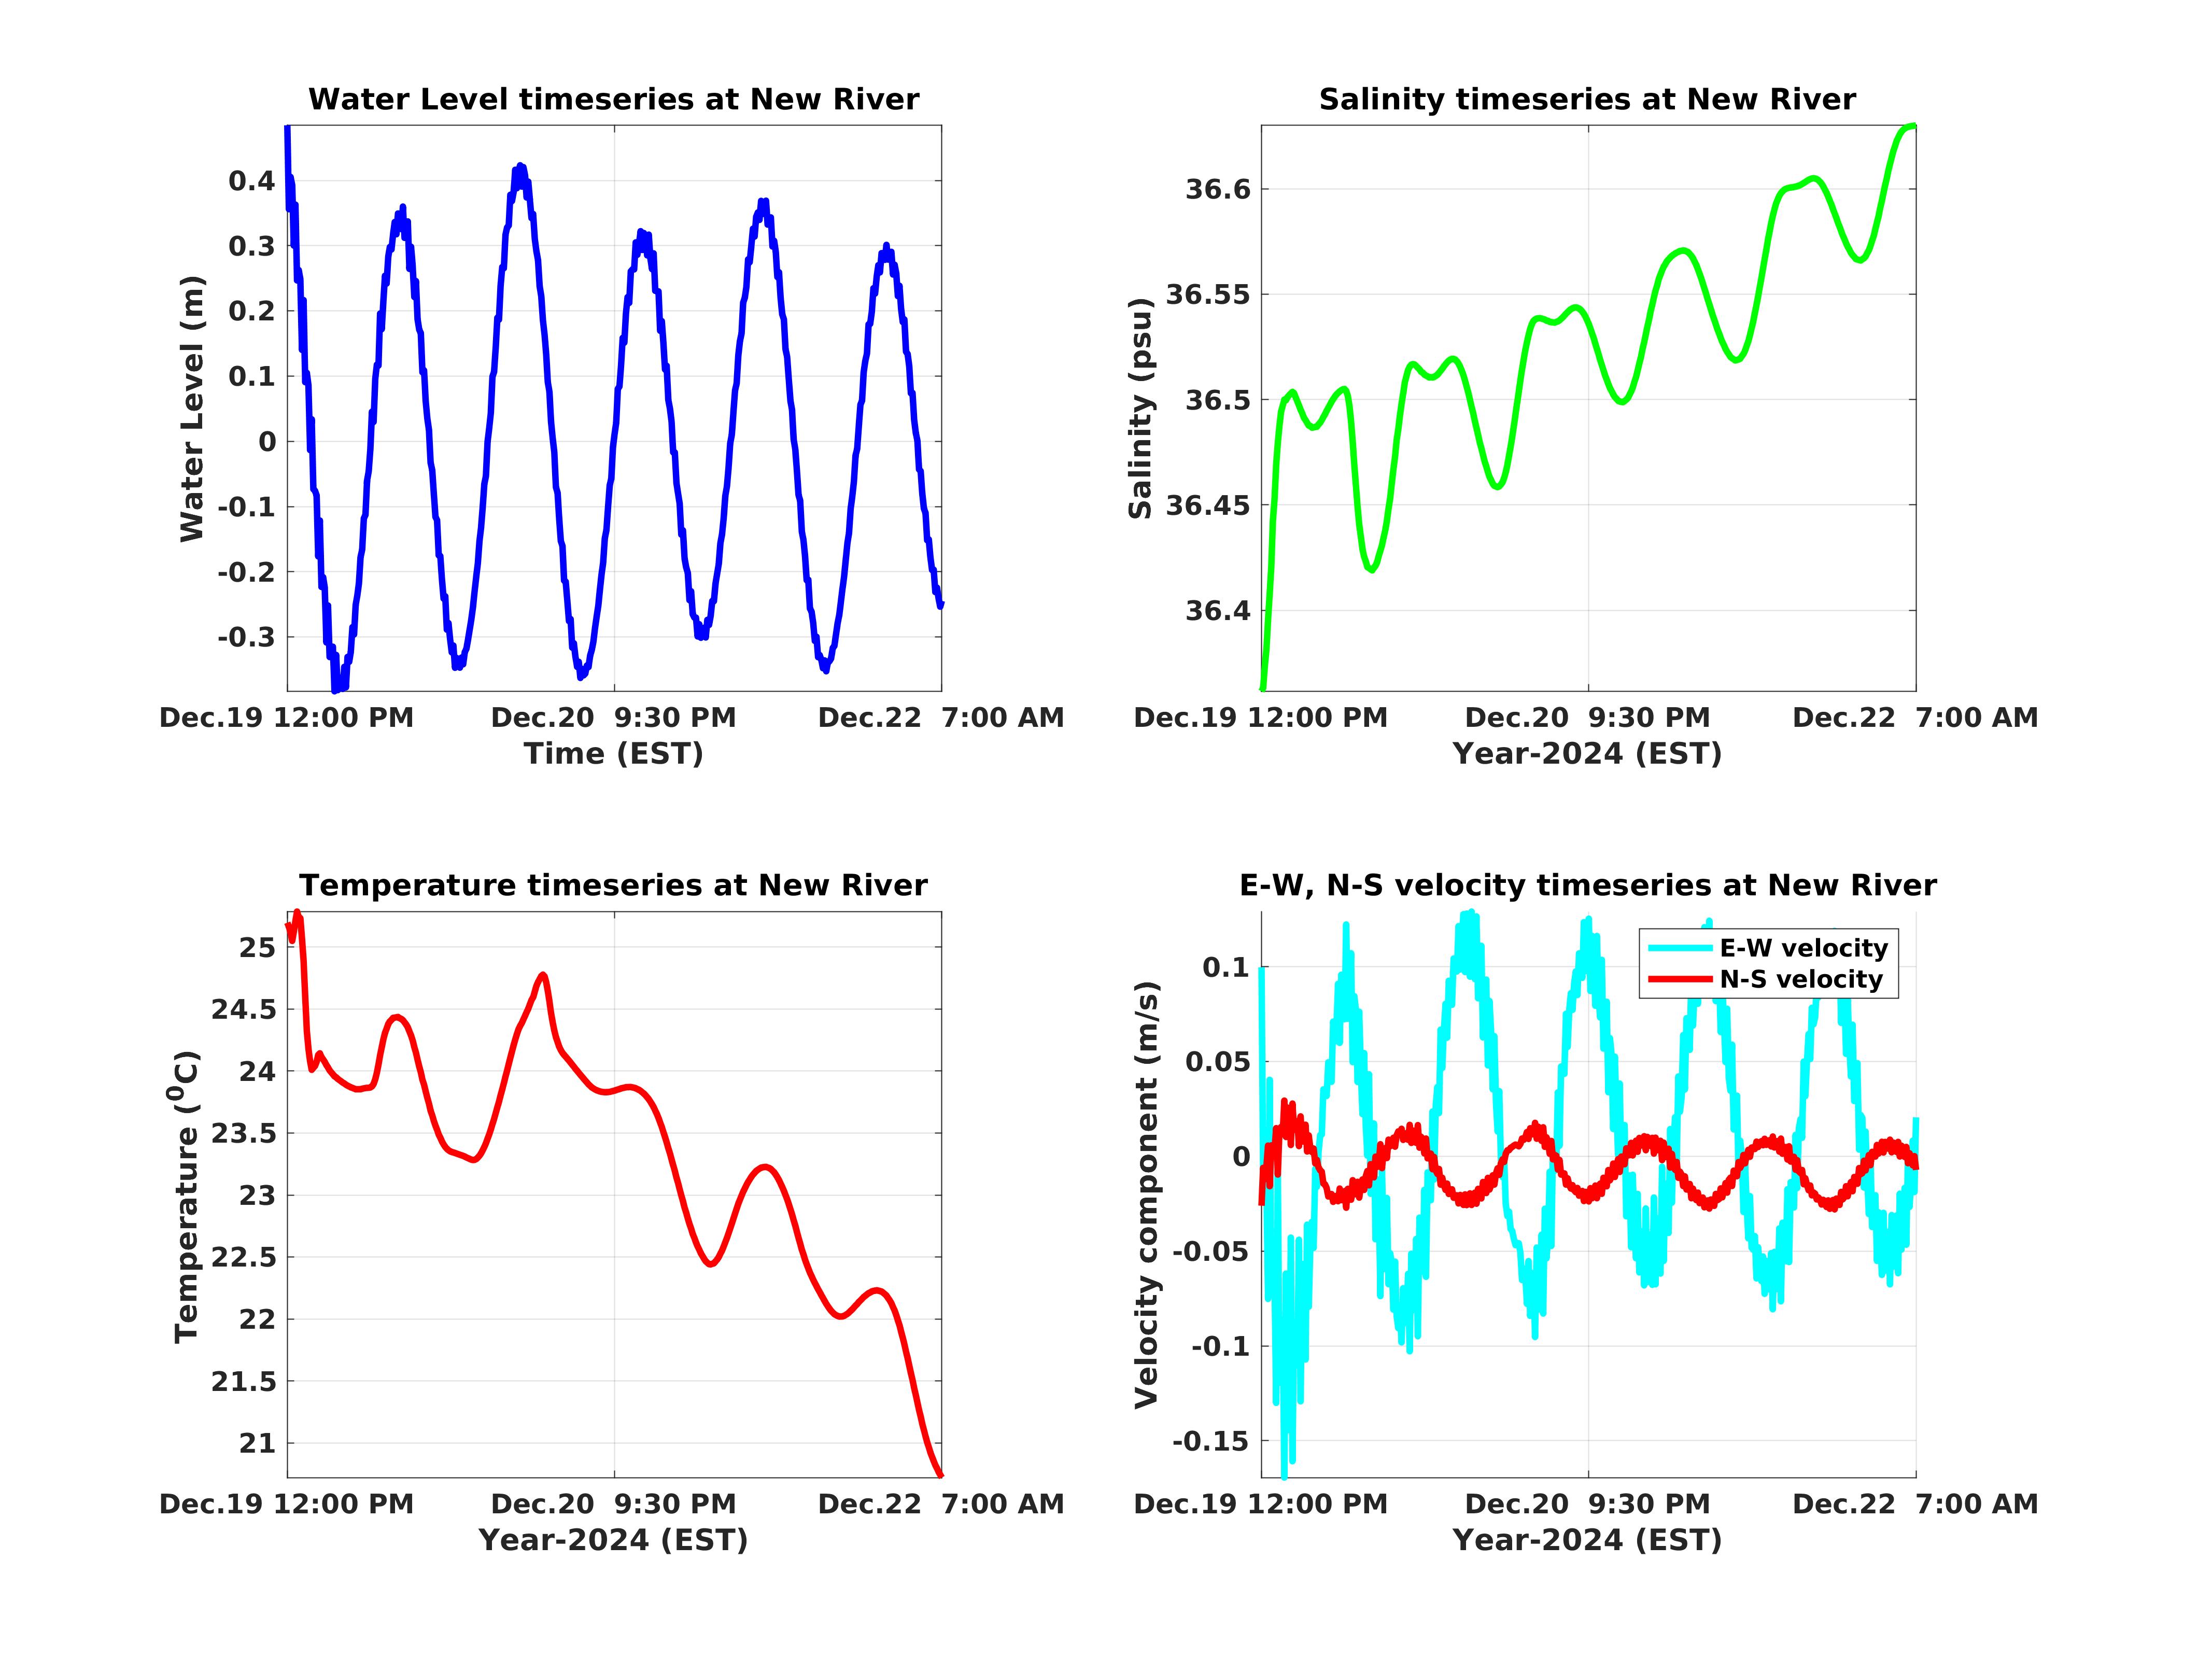 Water Level timeseries at New River
0.4
0.3
0.2
0.1
0
-0.1
-0.2
-0.3
Water Level (m)
Dec.19 12:00 PM Dec.20 9:30 PM Dec.22 7:00 AM
Time (EST)
Salinity timeseries at New River
36.6
36.55
36.5
36.45
36.4
Salinity (psu)
Dec.19 12:00 PM Dec.20 9:30 PM Dec.22 7:00 AM
Year-2024 (EST)
Temperature timeseries at New River
25
24.5
24
23.5
23
22.5
22
21.5
21
Temperature (⁰C)
Dec.19 12:00 PM Dec.20 9:30 PM Dec.22 7:00 AM
Year-2024 (EST)
E-W, N-S velocity timeseries at New River
E-W velocity
N-S velocity
0.1
0.05
0
-0.05
-0.1
-0.15
Velocity component (m/s)
Dec.19 12:00 PM Dec.20 9:30 PM Dec.22 7:00 AM
Year-2024 (EST)